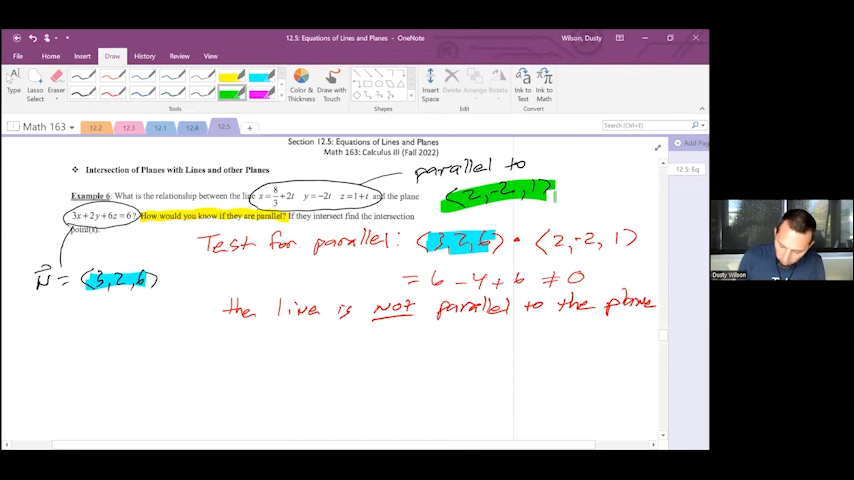 12.5: Equations of Lines and Planes - OneNote
Wilson, Dusty
File Home Insert Draw History Review View
Type Lasso Select Eraser
Color & Thickness Draw with Touch
Insert Space Delete Arrange Rotate
Ink to Text Ink to Math
Tools Shapes Edit Convert
Math 163 12.2 12.3 12.1 12.4 12.5 +
Search (Ctrl+E)
Section 12.5: Equations of Lines and Planes
Math 163: Calculus III (Fall 2022)
Add Pag
12.5: Eq
❖ Intersection of Planes with Lines and other Planes
parallel to
⟨2, -2, 1⟩
Example 6: What is the relationship between the line x = 8/3 + 2t y = -2t z = 1 + t and the plane
3x + 2y + 6z = 6? How would you know if they are parallel? If they intersect find the intersection
point(s).
Test for parallel: ⟨3, 2, 6⟩ • ⟨2, -2, 1⟩
N⃗ = ⟨3, 2, 6⟩
= 6 - 4 + 6 ≠ 0
the line is NOT parallel to the plane
Dusty Wilson